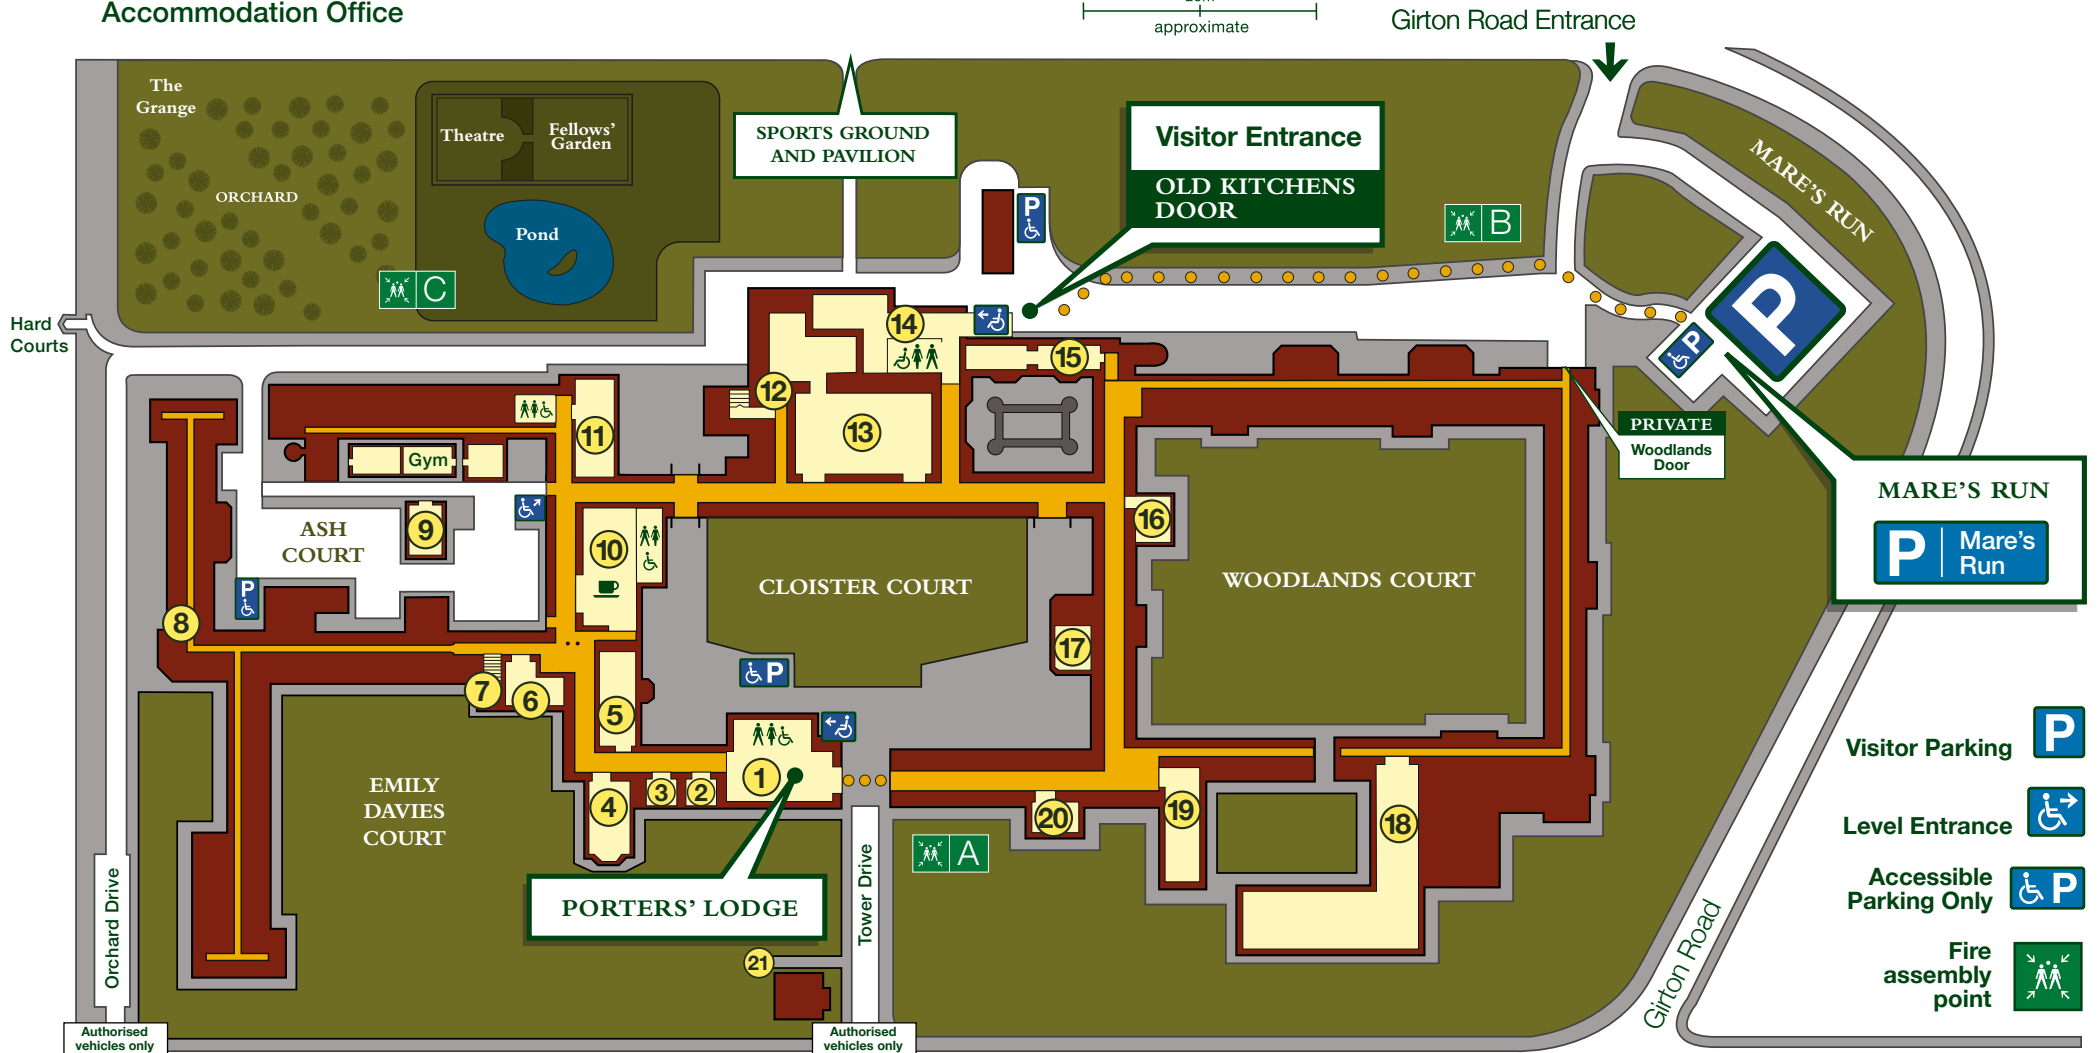 Accommodation Office
approximate
Girton Road Entrance
The
Grange
ORCHARD
Theatre
Fellows'
Garden
Pond
C
SPORTS GROUND
AND PAVILION
Visitor Entrance
OLD KITCHENS
DOOR
P
B
MARE'S RUN
P
P
Hard
Courts
14
15
12
13
11
Gym
PRIVATE
Woodlands
Door
MARE'S RUN
P
Mare's
Run
ASH
COURT
9
10
16
CLOISTER COURT
WOODLANDS COURT
P
8
17
P
7
6
5
EMILY
DAVIES
COURT
1
2
3
4
20
19
18
A
PORTERS' LODGE
Orchard Drive
Tower Drive
21
Girton Road
Visitor Parking
P
Level Entrance
Accessible
Parking Only
P
Fire
assembly
point
Authorised
vehicles only
Authorised
vehicles only